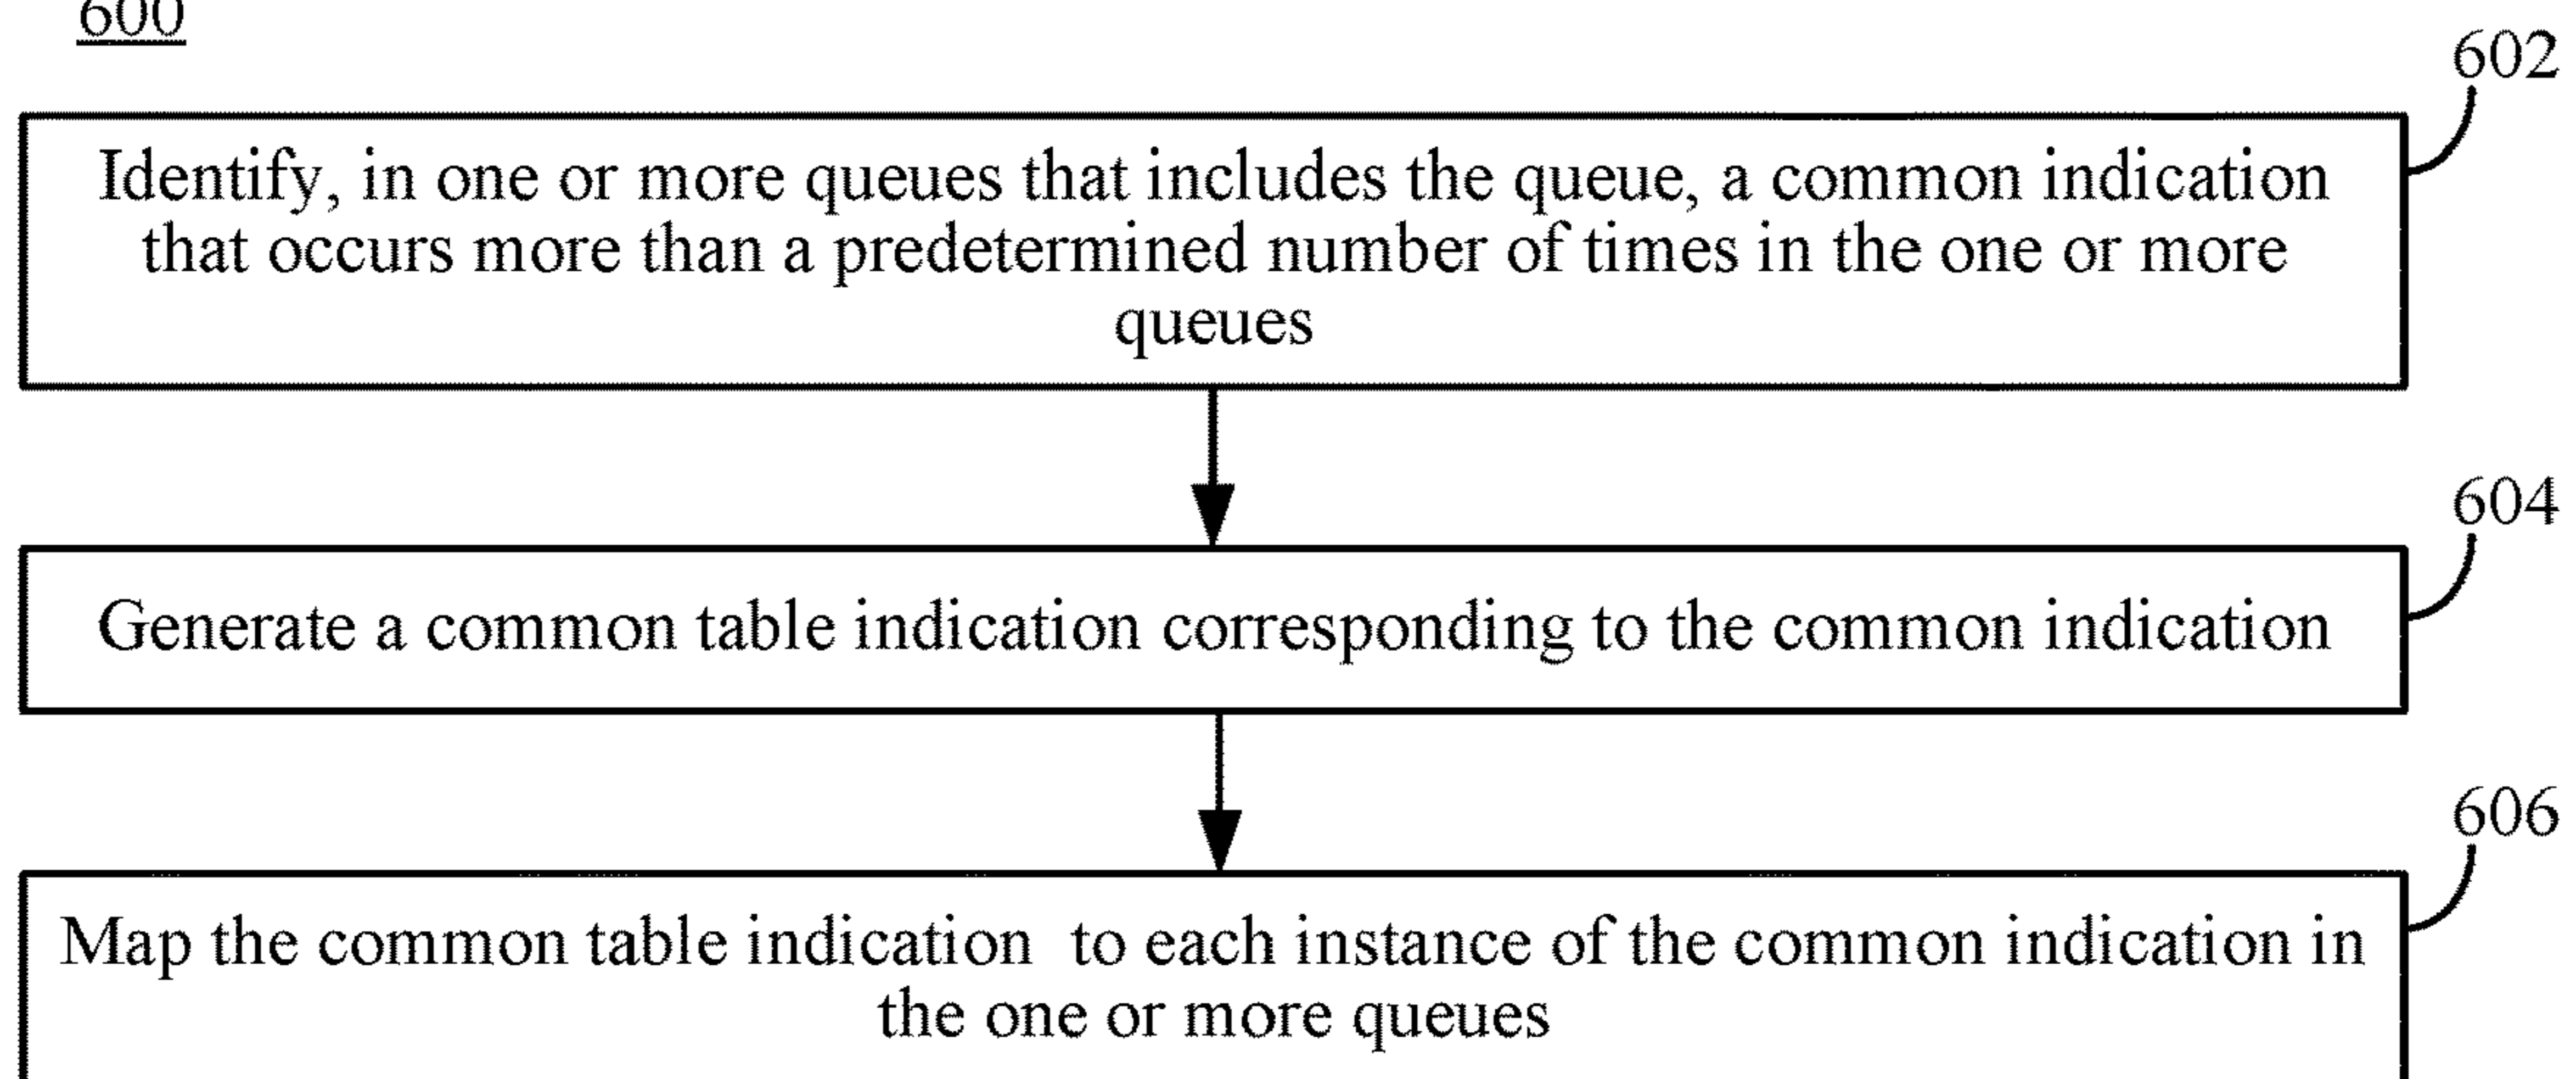 600
602
Identify, in one or more queues that includes the queue, a common indication
that occurs more than a predetermined number of times in the one or more
queues
604
Generate a common table indication corresponding to the common indication
606
Map the common table indication  to each instance of the common indication in
the one or more queues